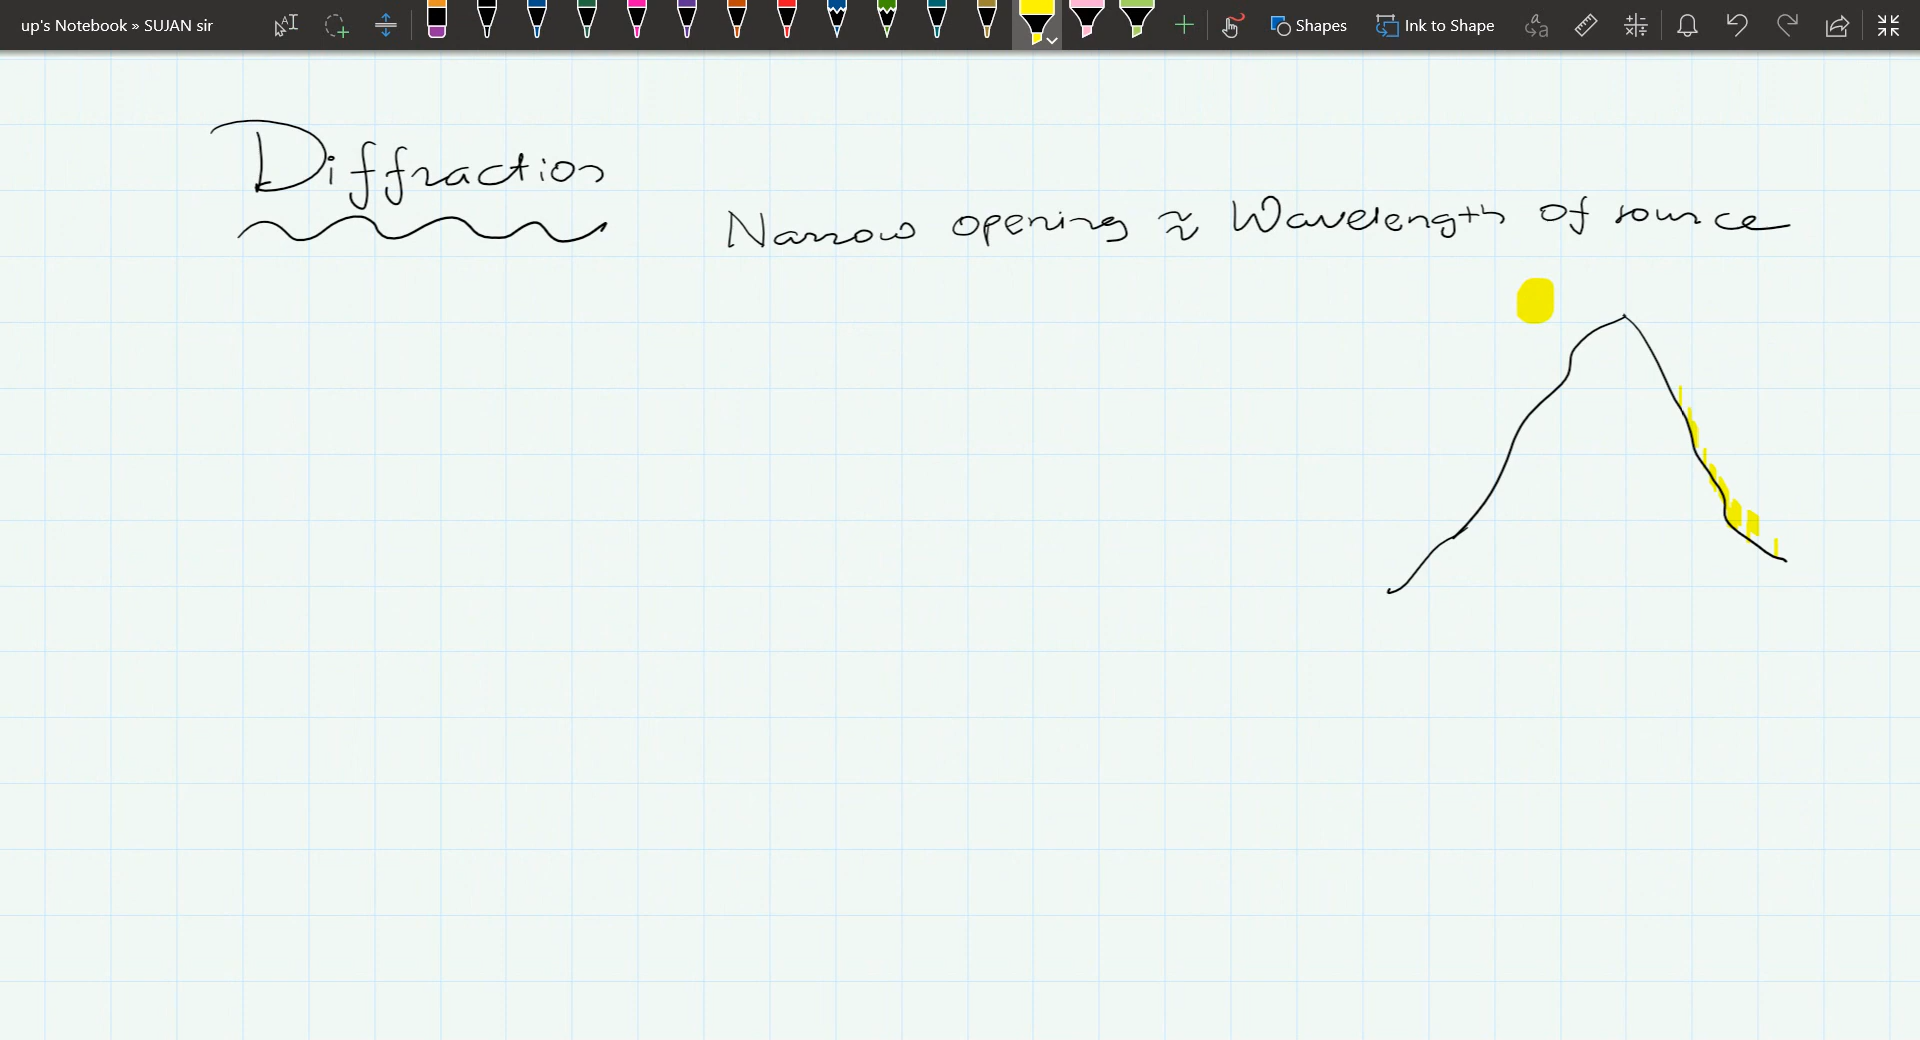 up's Notebook » SUJAN sir
Shapes
Ink to Shape
Diffraction
Narrow opening ≈ Wavelength of source